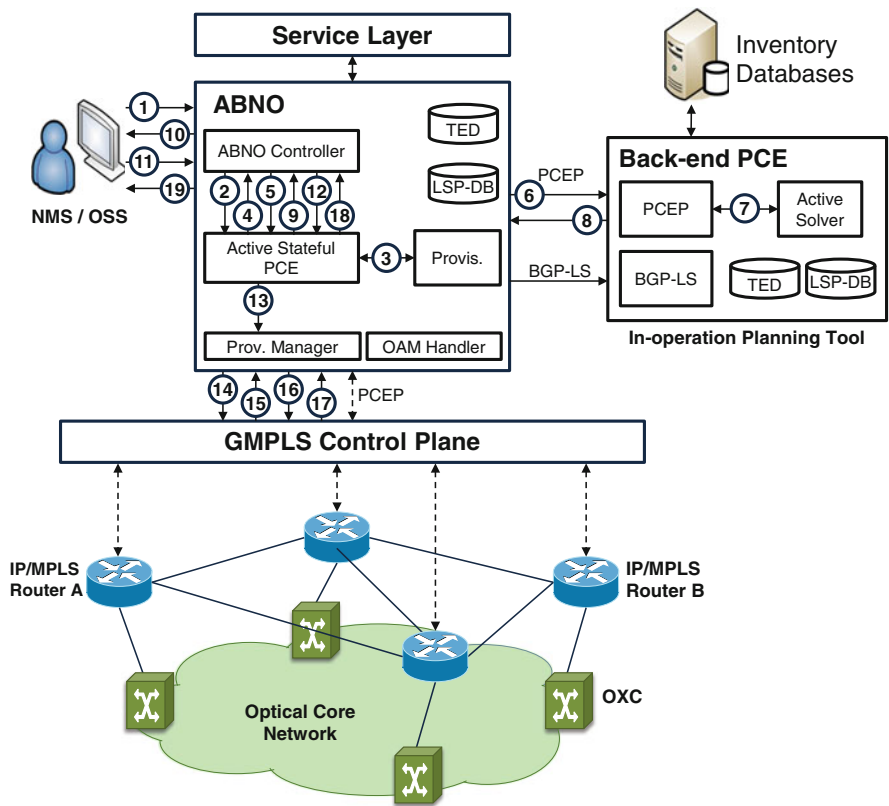 Service Layer
Inventory
Databases
ABNO
1
10
11
19
NMS / OSS
ABNO Controller
TED
LSP-DB
2
4
5
9
12
18
Active Stateful
PCE
3
Provis.
13
Prov. Manager
OAM Handler
PCEP
6
8
BGP-LS
Back-end PCE
PCEP
7
Active
Solver
BGP-LS
TED
LSP-DB
In-operation Planning Tool
14
15
16
17
PCEP
GMPLS Control Plane
IP/MPLS
Router A
IP/MPLS
Router B
OXC
Optical Core
Network